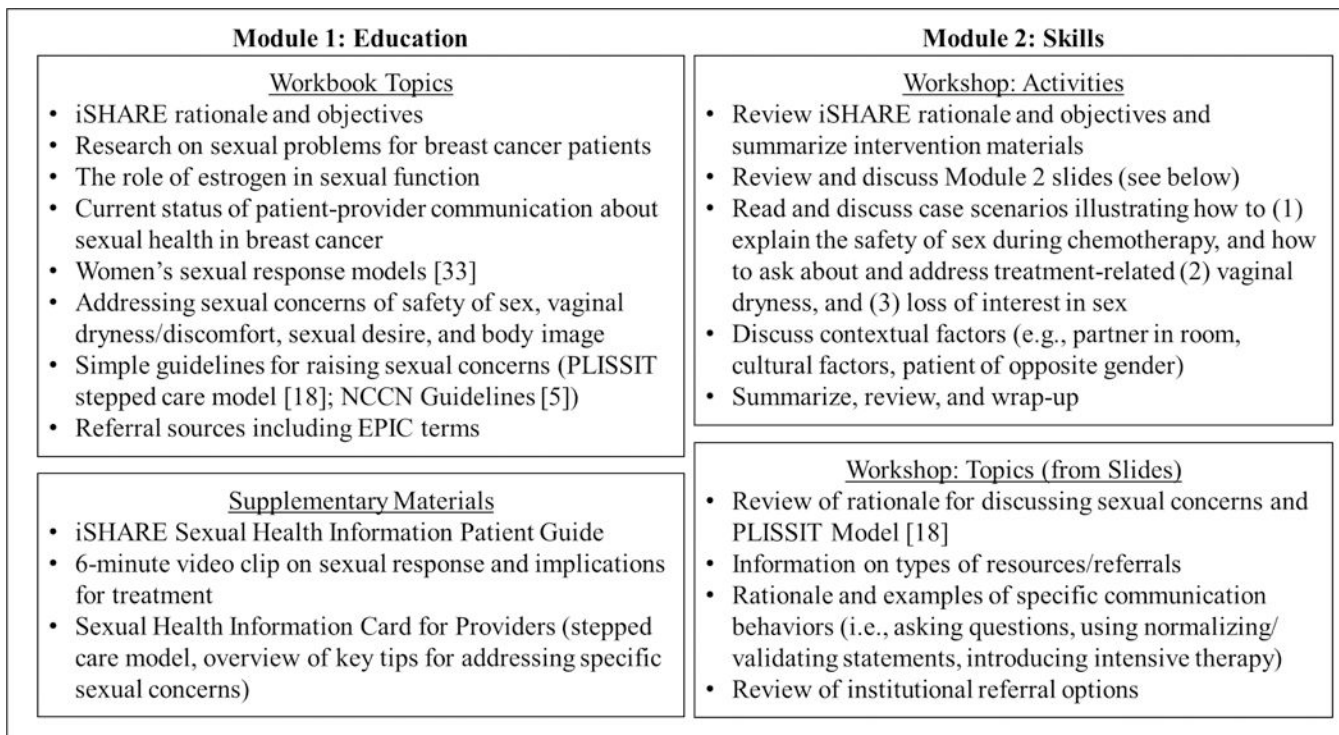 Module 1: Education
Workbook Topics
• iSHARE rationale and objectives
• Research on sexual problems for breast cancer patients
• The role of estrogen in sexual function
• Current status of patient-provider communication about
sexual health in breast cancer
• Women's sexual response models [33]
• Addressing sexual concerns of safety of sex, vaginal
dryness/discomfort, sexual desire, and body image
• Simple guidelines for raising sexual concerns (PLISSIT
stepped care model [18]; NCCN Guidelines [5])
• Referral sources including EPIC terms
Supplementary Materials
• iSHARE Sexual Health Information Patient Guide
• 6-minute video clip on sexual response and implications
for treatment
• Sexual Health Information Card for Providers (stepped
care model, overview of key tips for addressing specific
sexual concerns)
Module 2: Skills
Workshop: Activities
• Review iSHARE rationale and objectives and
summarize intervention materials
• Review and discuss Module 2 slides (see below)
• Read and discuss case scenarios illustrating how to (1)
explain the safety of sex during chemotherapy, and how
to ask about and address treatment-related (2) vaginal
dryness, and (3) loss of interest in sex
• Discuss contextual factors (e.g., partner in room,
cultural factors, patient of opposite gender)
• Summarize, review, and wrap-up
Workshop: Topics (from Slides)
• Review of rationale for discussing sexual concerns and
PLISSIT Model [18]
• Information on types of resources/referrals
• Rationale and examples of specific communication
behaviors (i.e., asking questions, using normalizing/
validating statements, introducing intensive therapy)
• Review of institutional referral options